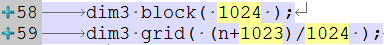 58 dim3 block( 1024 );
59 dim3 grid( (n+1023)/1024 );